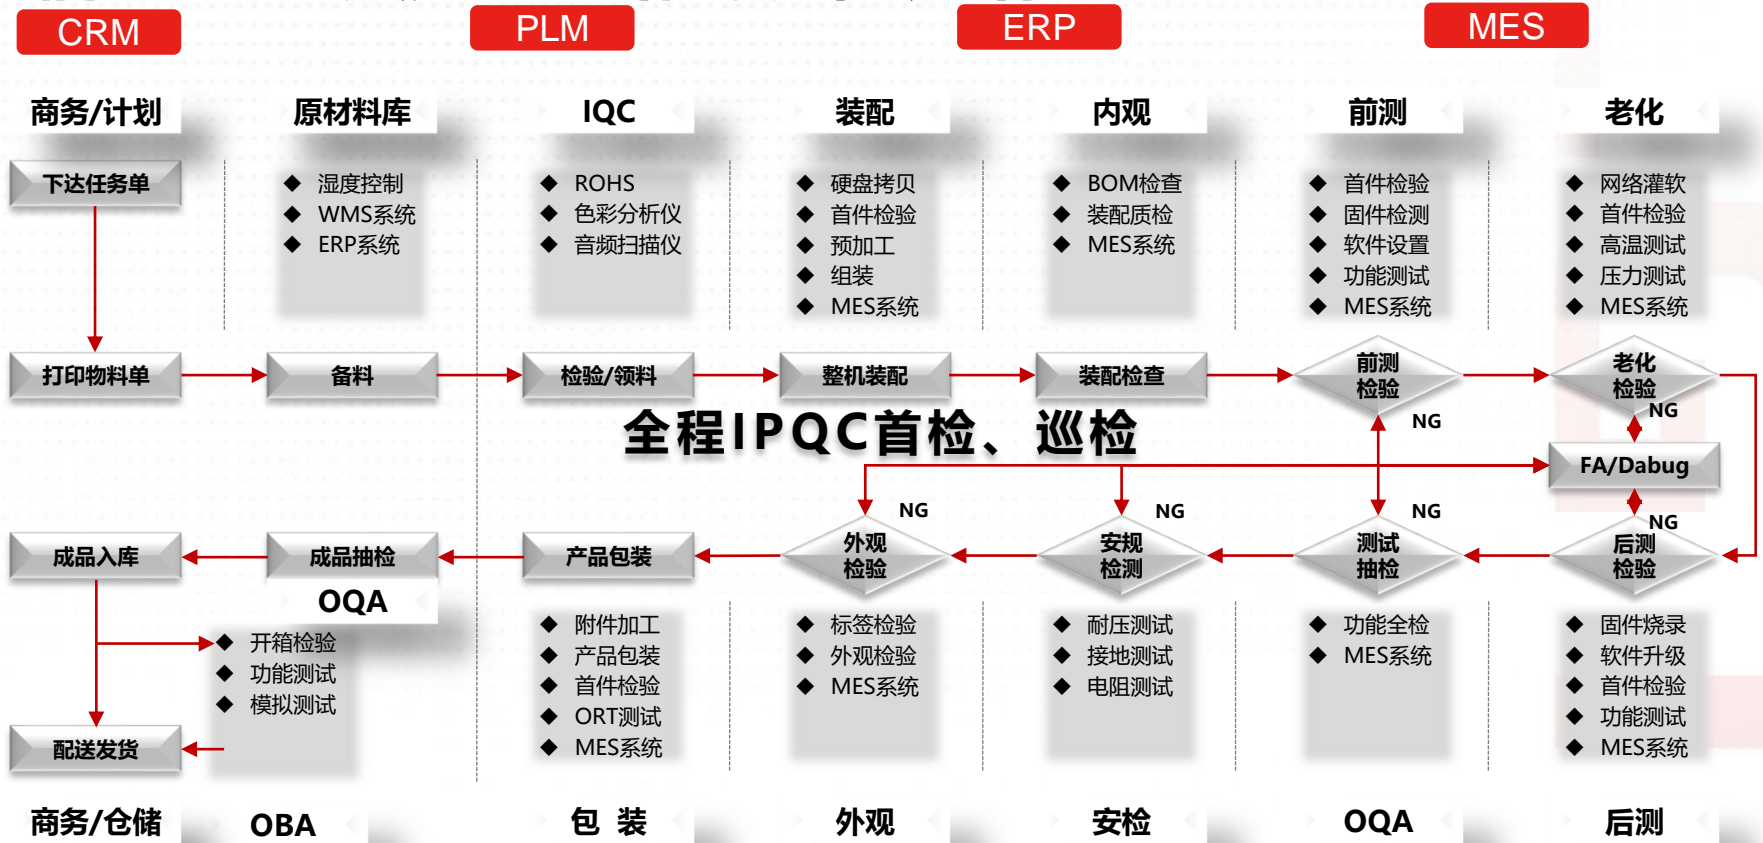 CRM
PLM
ERP
MES
商务/计划
原材料库
IQC
装配
内观
前测
老化
下达任务单
湿度控制
WMS系统
ERP系统
ROHS
色彩分析仪
音频扫描仪
硬盘拷贝
首件检验
预加工
组装
MES系统
BOM检查
装配质检
MES系统
首件检验
固件检测
软件设置
功能测试
MES系统
网络灌软
首件检验
高温测试
压力测试
MES系统
打印物料单
备料
检验/领料
整机装配
装配检查
前测
检验
老化
检验
NG
NG
全程IPQC首检、巡检
FA/Dabug
NG
NG
NG
NG
成品入库
成品抽检
产品包装
外观
检验
安规
检测
测试
抽检
后测
检验
OQA
开箱检验
功能测试
模拟测试
附件加工
产品包装
首件检验
ORT测试
MES系统
标签检验
外观检验
MES系统
耐压测试
接地测试
电阻测试
功能全检
MES系统
固件烧录
软件升级
首件检验
功能测试
MES系统
配送发货
商务/仓储
OBA
包 装
外观
安检
OQA
后测